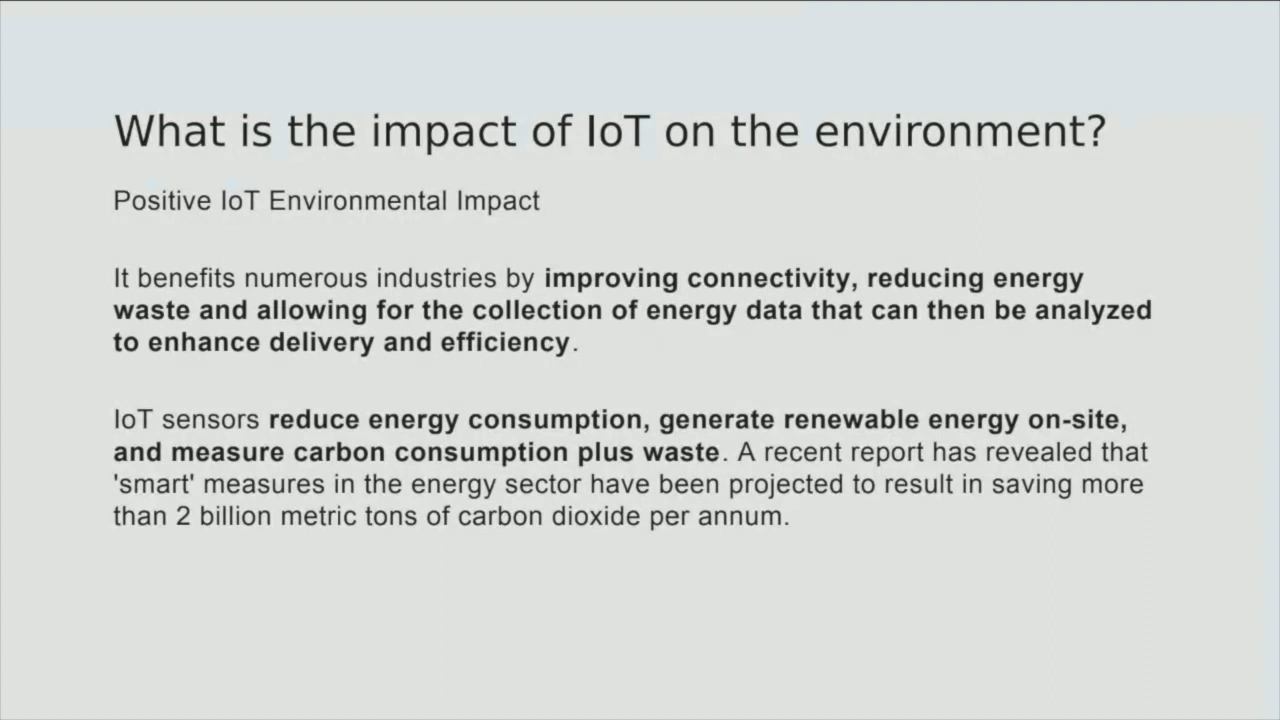 What is the impact of IoT on the environment?
Positive IoT Environmental Impact
It benefits numerous industries by improving connectivity, reducing energy
waste and allowing for the collection of energy data that can then be analyzed
to enhance delivery and efficiency.
IoT sensors reduce energy consumption, generate renewable energy on-site,
and measure carbon consumption plus waste. A recent report has revealed that
'smart' measures in the energy sector have been projected to result in saving more
than 2 billion metric tons of carbon dioxide per annum.